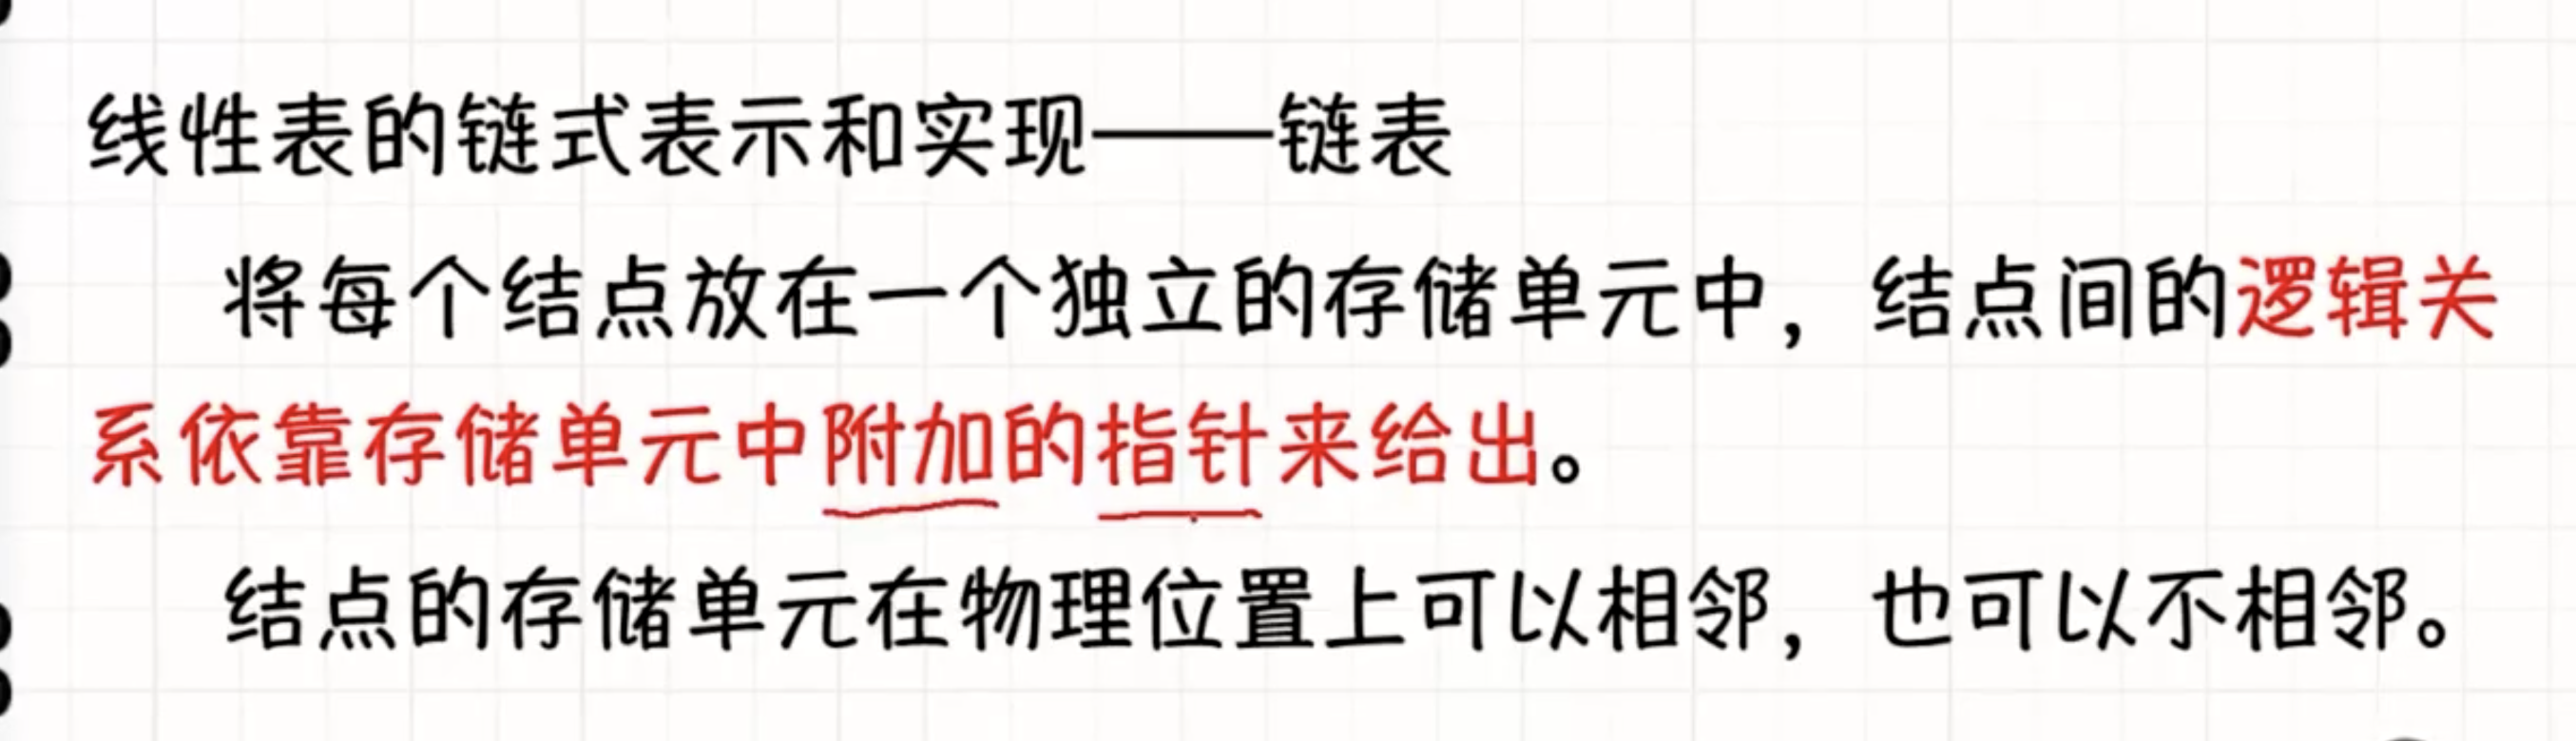 线性表的链式表示和实现——链表
将每个结点放在一个独立的存储单元中，结点间的逻辑关
系依靠存储单元中附加的指针来给出。
结点的存储单元在物理位置上可以相邻，也可以不相邻。